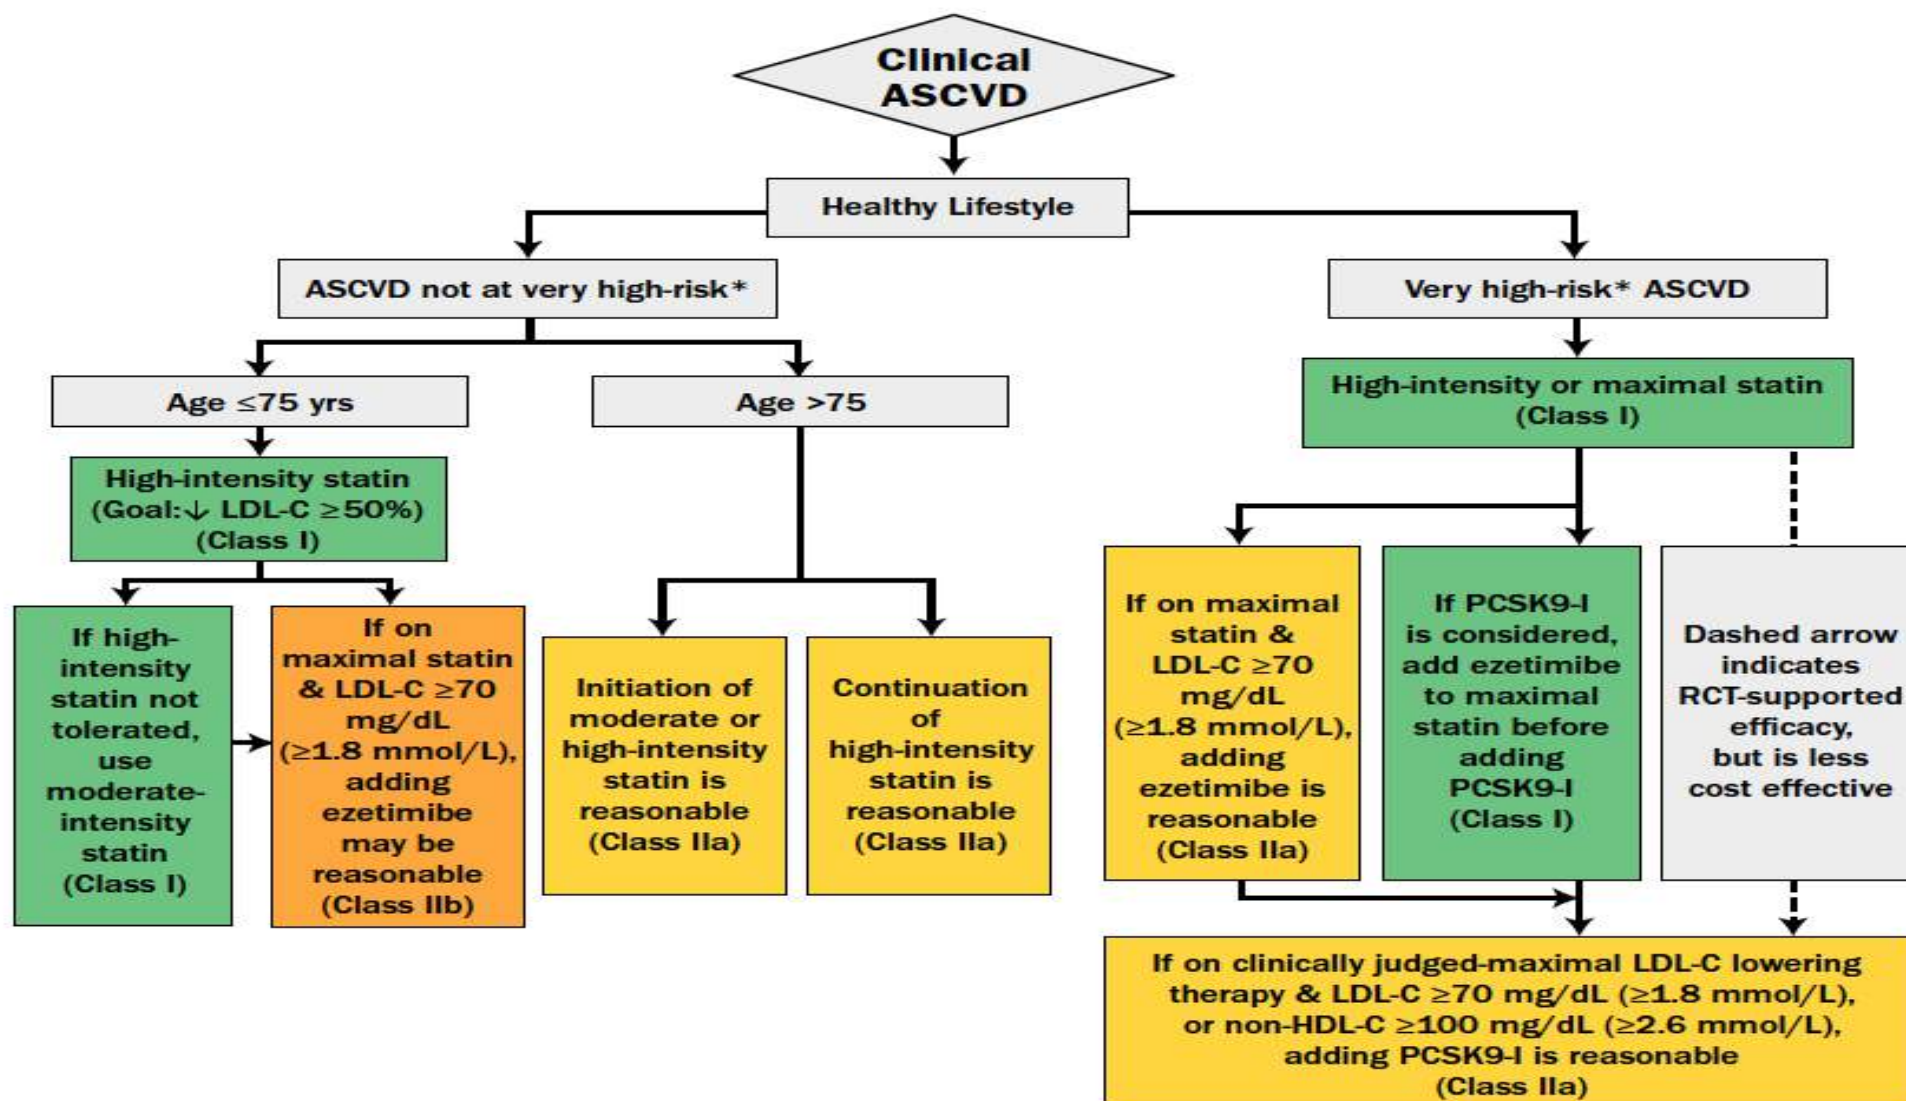 Clinical
ASCVD
Healthy Lifestyle
ASCVD not at very high-risk*
Very high-risk* ASCVD
Age ≤75 yrs
Age >75
High-intensity or maximal statin
(Class I)
High-intensity statin
(Goal:↓ LDL-C ≥50%)
(Class I)
If high-
intensity
statin not
tolerated,
use
moderate-
intensity
statin
(Class I)
If on
maximal statin
& LDL-C ≥70
mg/dL
(≥1.8 mmol/L),
adding
ezetimibe
may be
reasonable
(Class IIb)
Initiation of
moderate or
high-intensity
statin is
reasonable
(Class IIa)
Continuation
of
high-intensity
statin is
reasonable
(Class IIa)
If on maximal
statin &
LDL-C ≥70
mg/dL
(≥1.8 mmol/L),
adding
ezetimibe is
reasonable
(Class IIa)
If PCSK9-I
is considered,
add ezetimibe
to maximal
statin before
adding
PCSK9-I
(Class I)
Dashed arrow
indicates
RCT-supported
efficacy,
but is less
cost effective
If on clinically judged-maximal LDL-C lowering
therapy & LDL-C ≥70 mg/dL (≥1.8 mmol/L),
or non-HDL-C ≥100 mg/dL (≥2.6 mmol/L),
adding PCSK9-I is reasonable
(Class IIa)